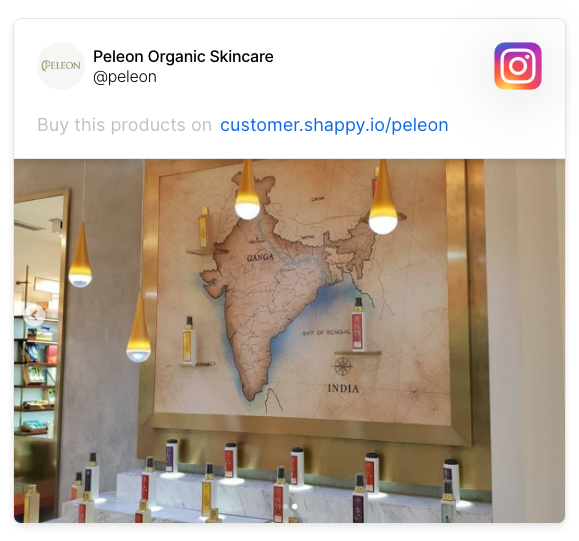 PELEON
Peleon Organic Skincare
@peleon
Buy this products on customer.shappy.io/peleon
GANGA
BAY OF BENGAL
INDIA